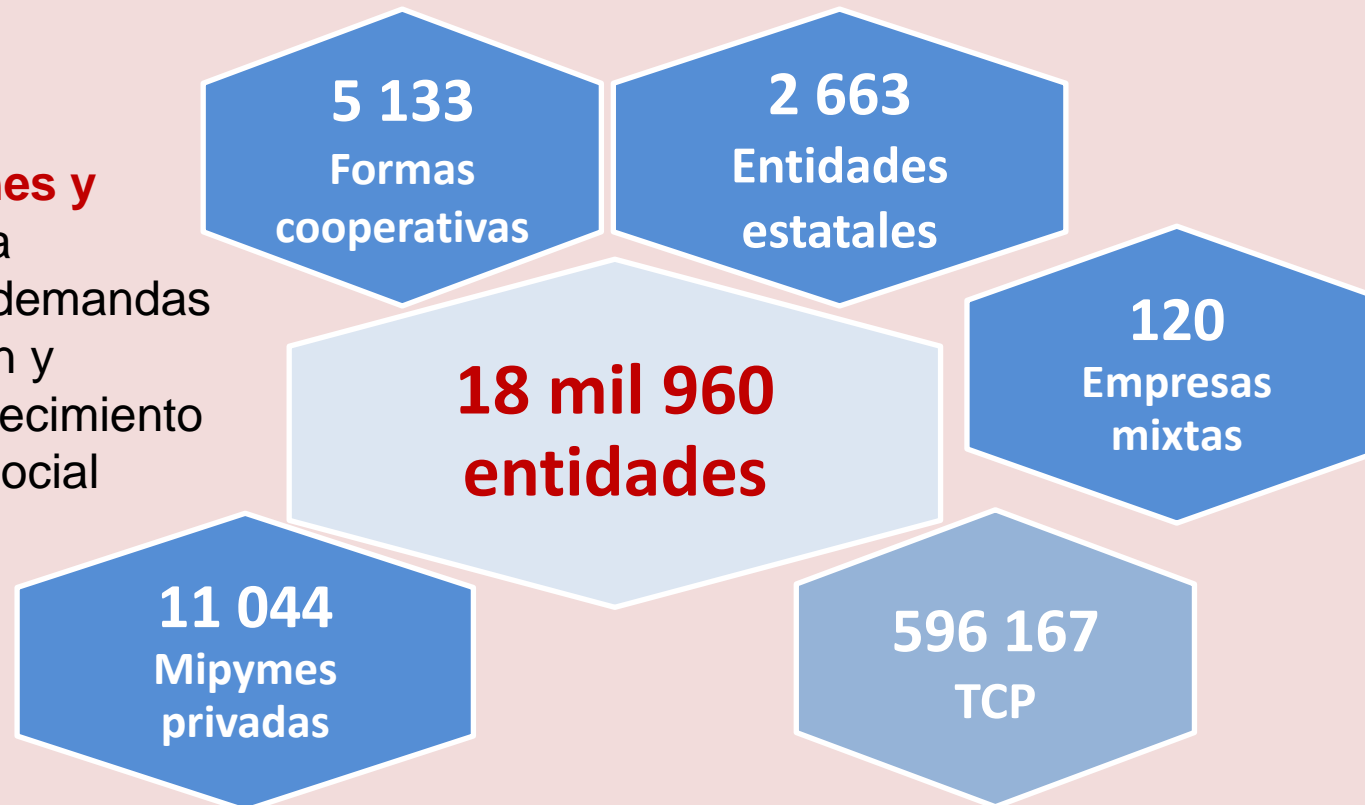 5 133
Formas
cooperativas
2 663
Entidades
estatales
y
demandas
y
120
Empresas
mixtas
18 mil 960
entidades
11 044
Mipymes
privadas
596 167
TCP